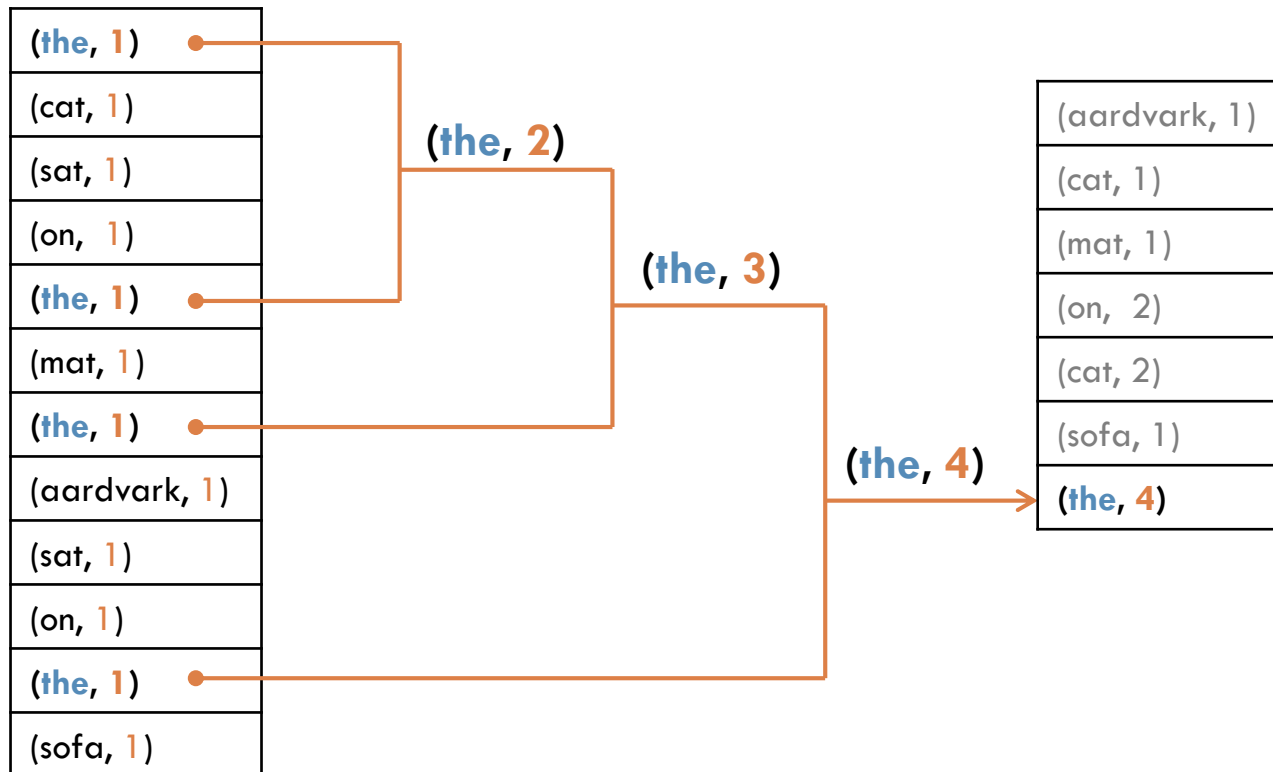 (the, 1)
(cat, 1)
(sat, 1)
(on,  1)
(the, 1)
(mat, 1)
(the, 1)
(aardvark, 1)
(sat, 1)
(on, 1)
(the, 1)
(sofa, 1)
(the, 2)
(the, 3)
(the, 4)
(aardvark, 1)
(cat, 1)
(mat, 1)
(on,  2)
(cat, 2)
(sofa, 1)
(the, 4)